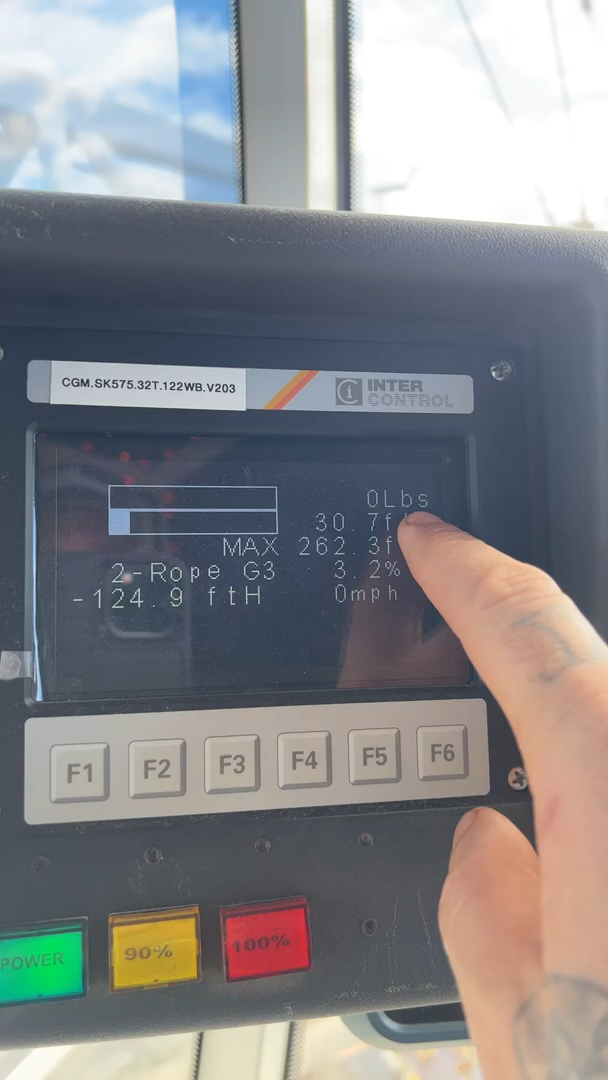 CGM.SK575.32T.122WB.V203
i INTER
CONTROL
0Lbs
30.7f
MAX 262.3f
2-Rope G3 3.2%
-124.9 ftH 0mph
F1 F2 F3 F4 F5 F6
POWER 90% 100%